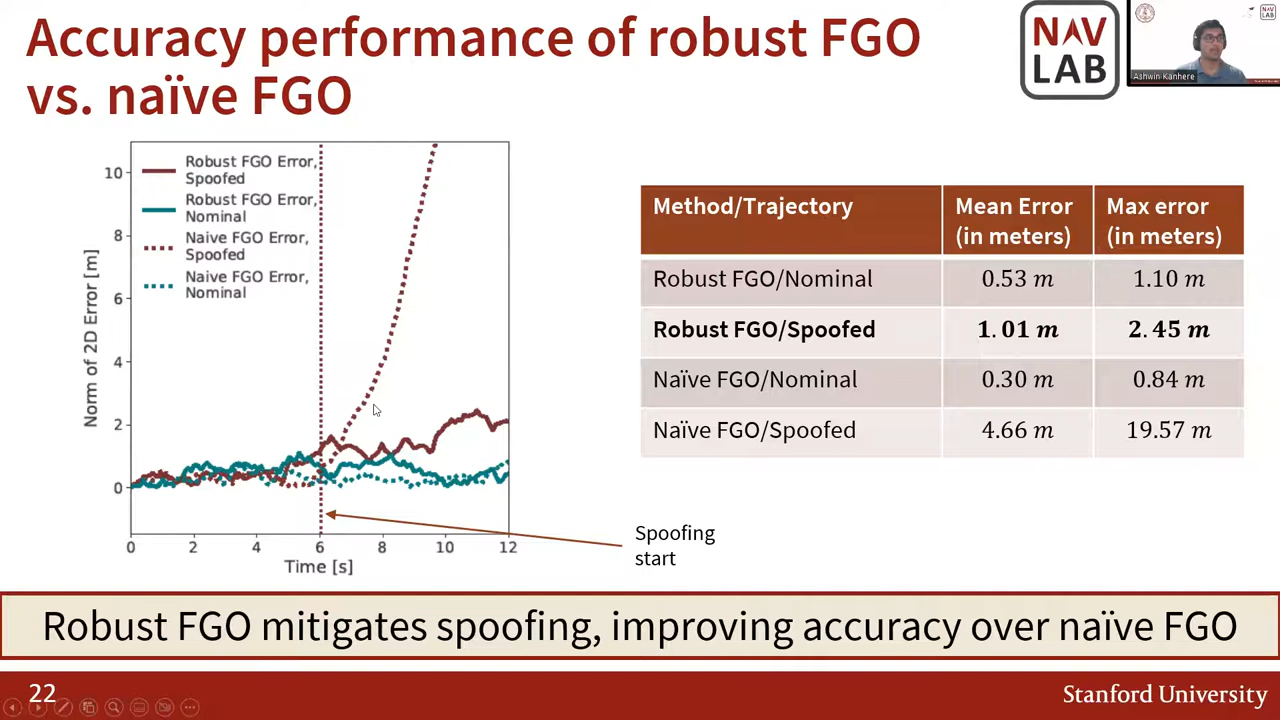 Accuracy performance of robust FGO
vs. naïve FGO
NAV
LAB
Ashwin Kanhere
Robust FGO Error,
Spoofed
Robust FGO Error,
Nominal
Naive FGO Error,
Spoofed
Naive FGO Error,
Nominal
Norm of 2D Error [m]
10
8
6
4
2
0
0 2 4 6 8 10 12
Time [s]
Spoofing
start
Method/Trajectory Mean Error Max error
(in meters) (in meters)
Robust FGO/Nominal 0.53 m 1.10 m
Robust FGO/Spoofed 1.01 m 2.45 m
Naïve FGO/Nominal 0.30 m 0.84 m
Naïve FGO/Spoofed 4.66 m 19.57 m
Robust FGO mitigates spoofing, improving accuracy over naïve FGO
22
Stanford University